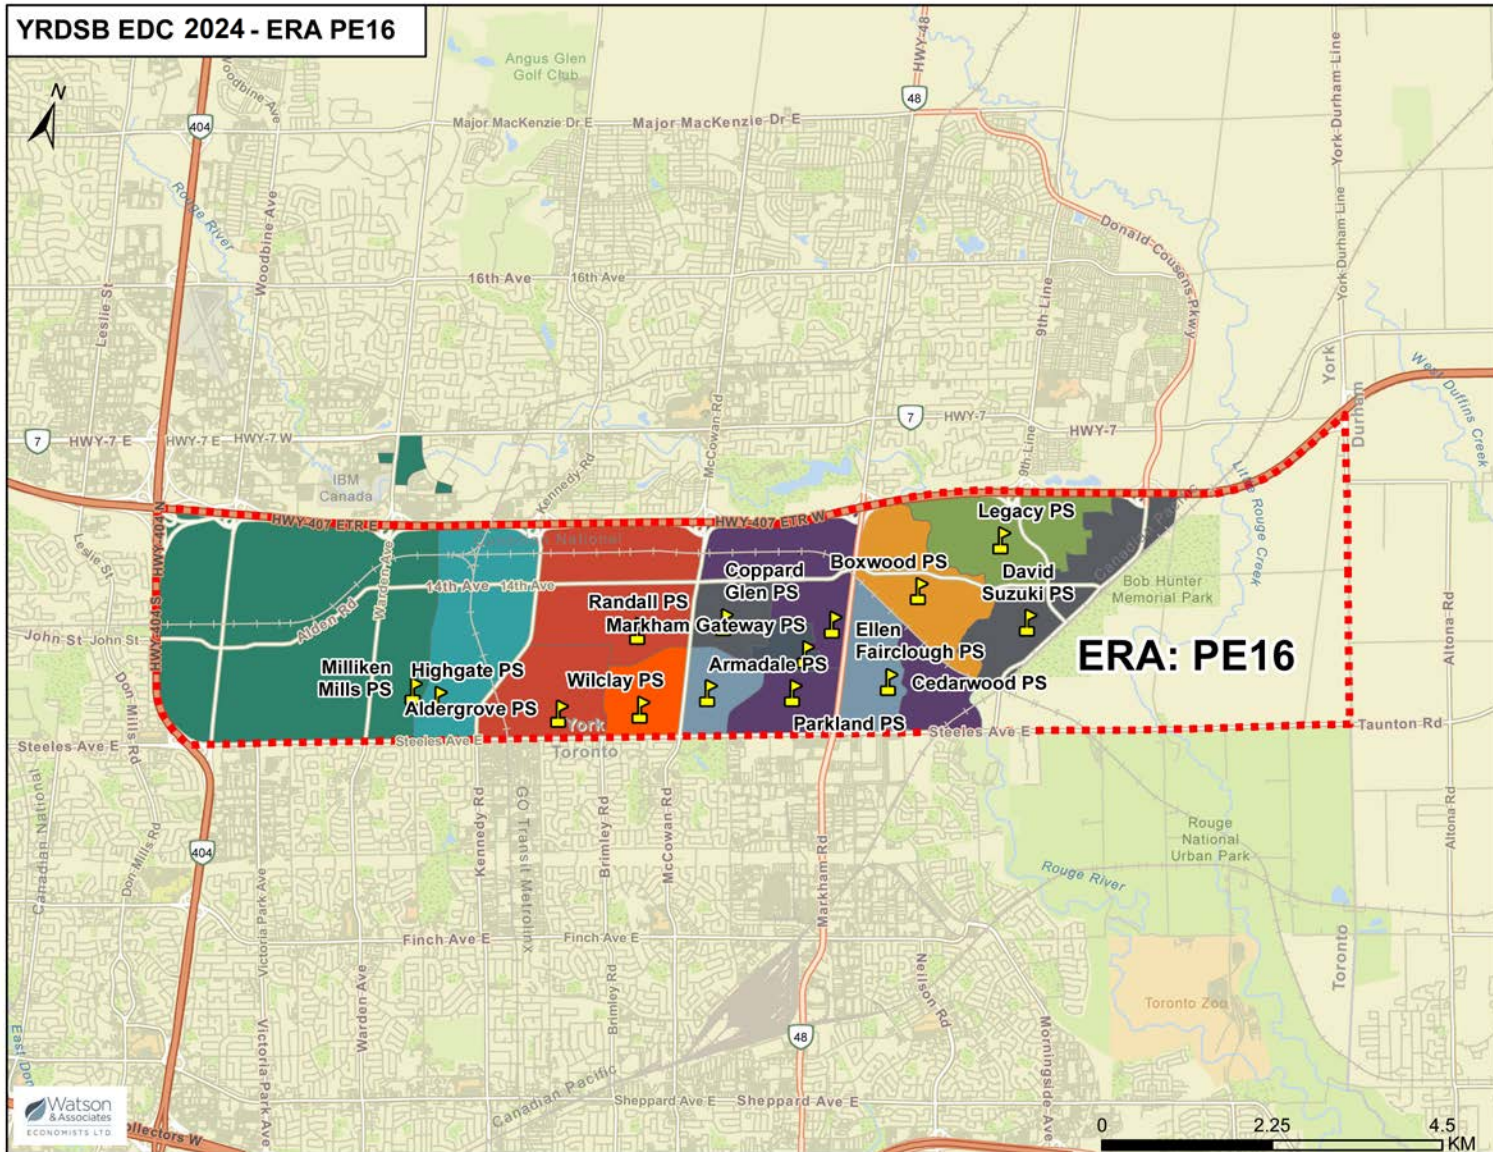 YRDSB EDC 2024 - ERA PE16
N
Angus Glen
Golf Club
HWY-48
48
404
Woodbine Ave
Major MacKenzie Dr E
Major MacKenzie Dr E
York-Durham Line
York-Durham Line
Rouge River
Woodbine Ave
Leslie St
16th Ave
16th Ave
9th Line
Donald Cousens Pkwy
York
Durham
West Duffins Creek
7
HWY-7 E
HWY-7 E
HWY-7 W
IBM
Canada
Kennedy Rd
McCowan Rd
7
HWY-7
HWY-7
9th Line
Little Rouge Creek
HWY-404 N
HWY-407 ETR E
HWY-407 ETR W
Legacy PS
Canadian Pacific
Leslie St
National
Warden Ave
14th Ave
14th Ave
Coppard
Glen PS
Boxwood PS
David
Suzuki PS
Bob Hunter
Memorial Park
Alden Rd
John St
John St
HWY-404 S
Randall PS
Markham Gateway PS
Ellen
Fairclough PS
ERA: PE16
Altona Rd
Milliken
Mills PS
Highgate PS
Wilclay PS
Armadale PS
Cedarwood PS
Aldergrove PS
Parkland PS
Don Mills Rd
Steeles Ave E
Steeles Ave E
York
Toronto
Steeles Ave E
Taunton Rd
Canadian National
Don Mills Rd
404
Kennedy Rd
GO Transit Metrolinx
Brimley Rd
McCowan Rd
Markham Rd
Rouge
National
Urban Park
Altona Rd
Rouge River
Victoria Park Ave
Finch Ave E
Finch Ave E
Neilson Rd
Toronto
Warden Ave
Brimley Rd
Toronto Zoo
East Don
Victoria Park Ave
48
Morningside Ave
Canadian Pacific
Sheppard Ave E
Sheppard Ave E
Watson
& Associates
ECONOMISTS LTD.
ollectors W
0
2.25
4.5
KM